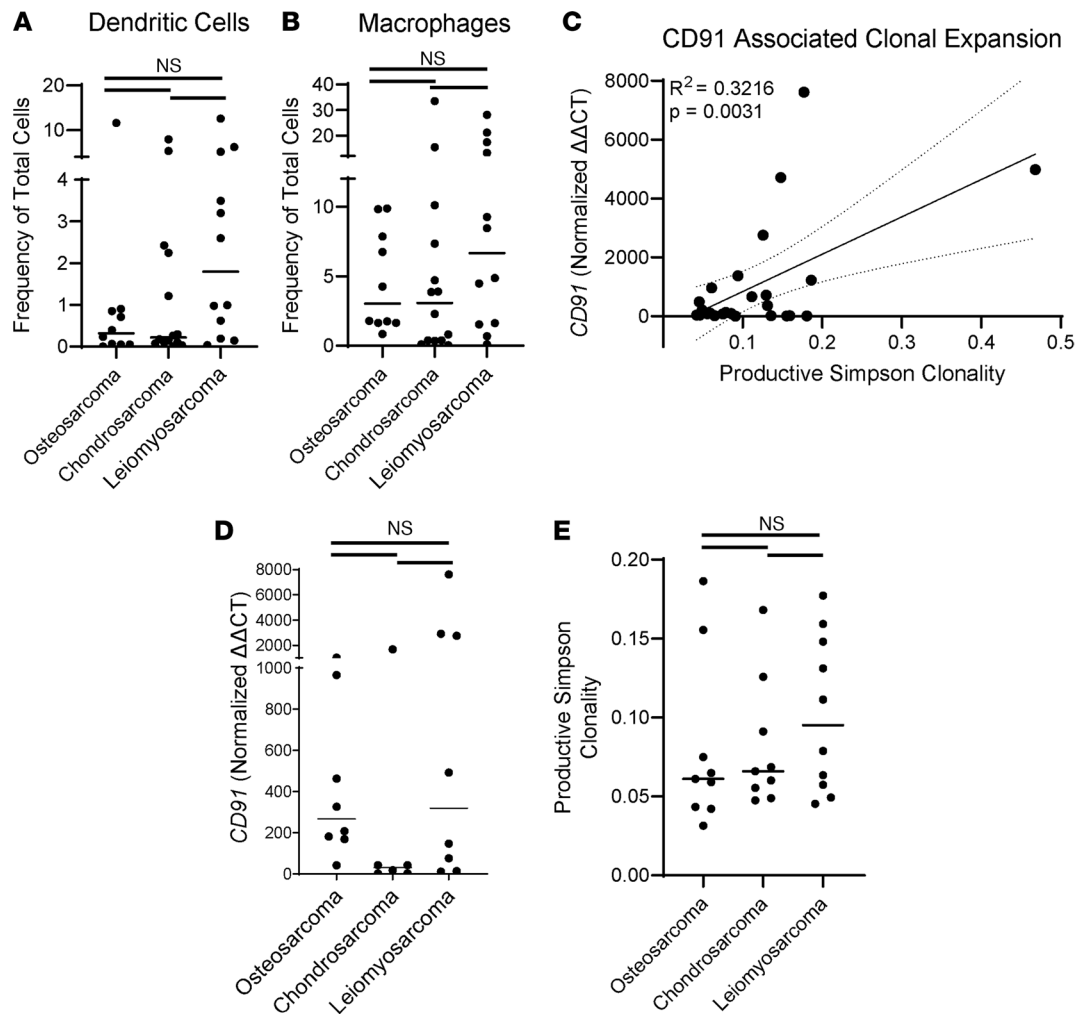 A Dendritic Cells
NS
Frequency of Total Cells
20
10
4
3
2
1
0
Osteosarcoma
Chondrosarcoma
Leiomyosarcoma
B Macrophages
NS
Frequency of Total Cells
40
30
20
10
5
0
Osteosarcoma
Chondrosarcoma
Leiomyosarcoma
C CD91 Associated Clonal Expansion
R² = 0.3216
p = 0.0031
CD91 (Normalized ΔΔCT)
8000
6000
4000
2000
0
0.1 0.2 0.3 0.4 0.5
Productive Simpson Clonality
D
NS
CD91 (Normalized ΔΔCT)
8000
6000
4000
2000
1000
800
600
400
200
0
Osteosarcoma
Chondrosarcoma
Leiomyosarcoma
E
NS
Productive Simpson
Clonality
0.20
0.15
0.10
0.05
0.00
Osteosarcoma
Chondrosarcoma
Leiomyosarcoma